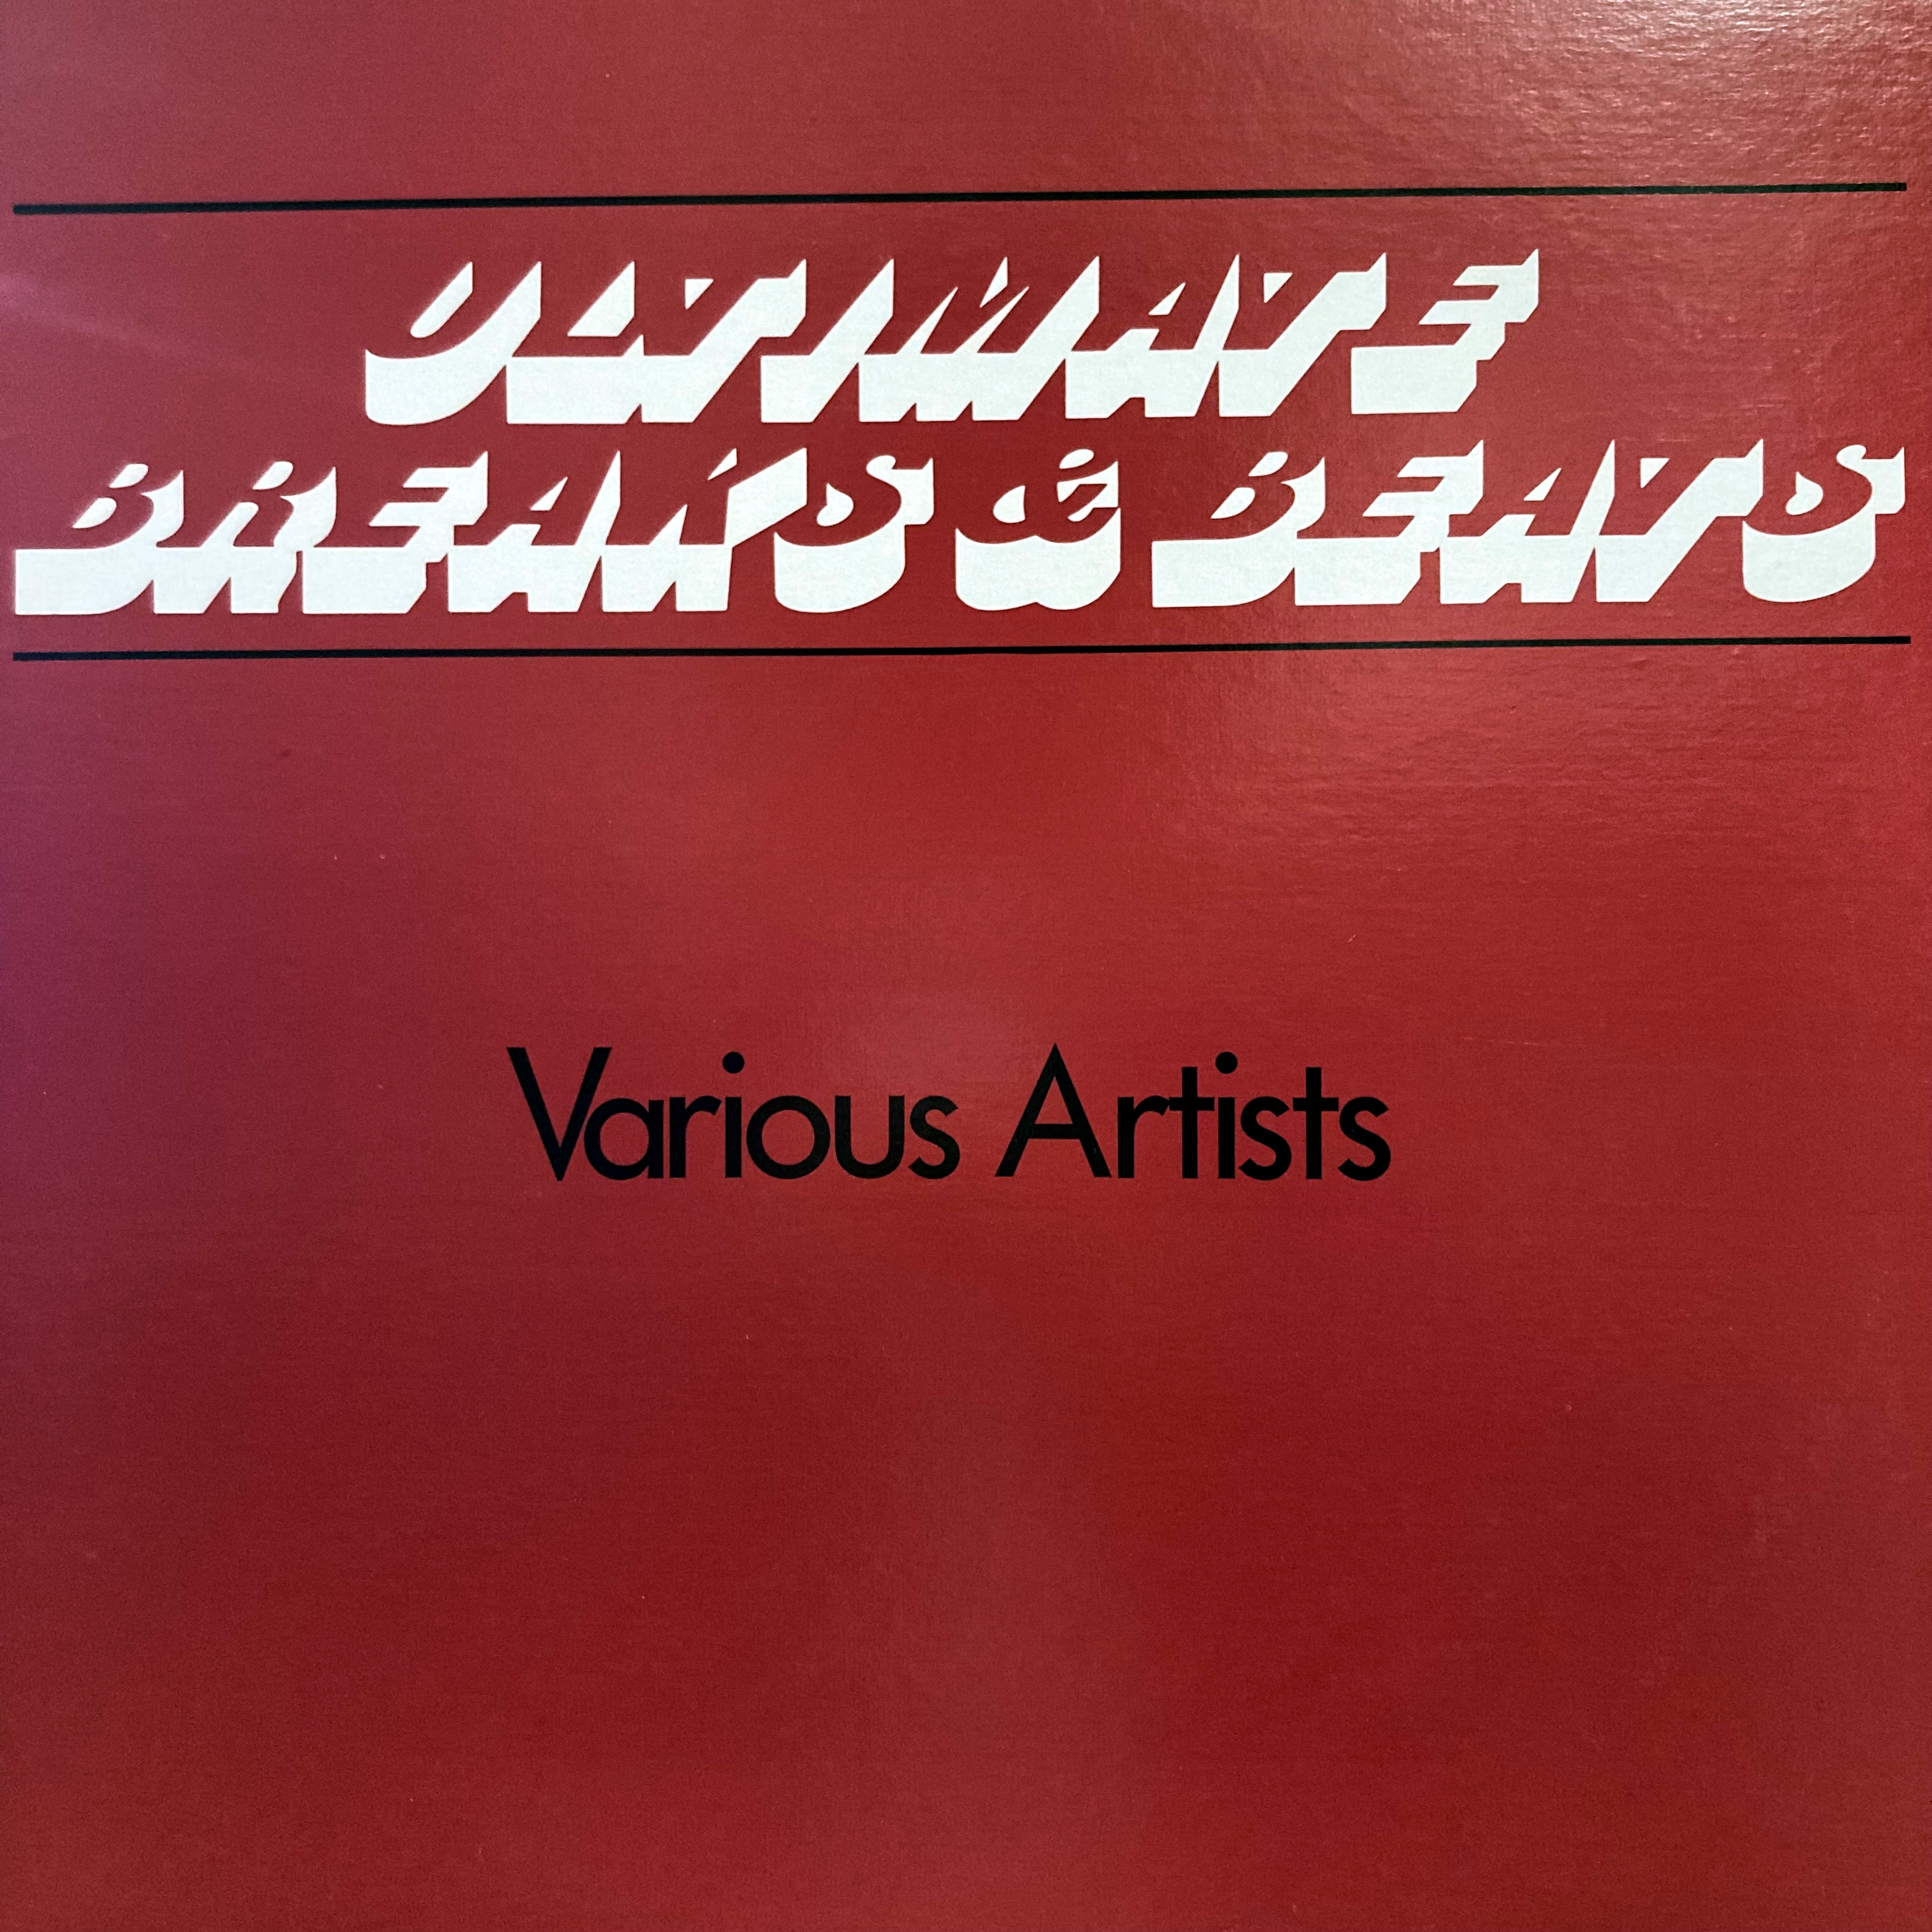 ULTIMATE
BREAKS & BEATS
Various Artists